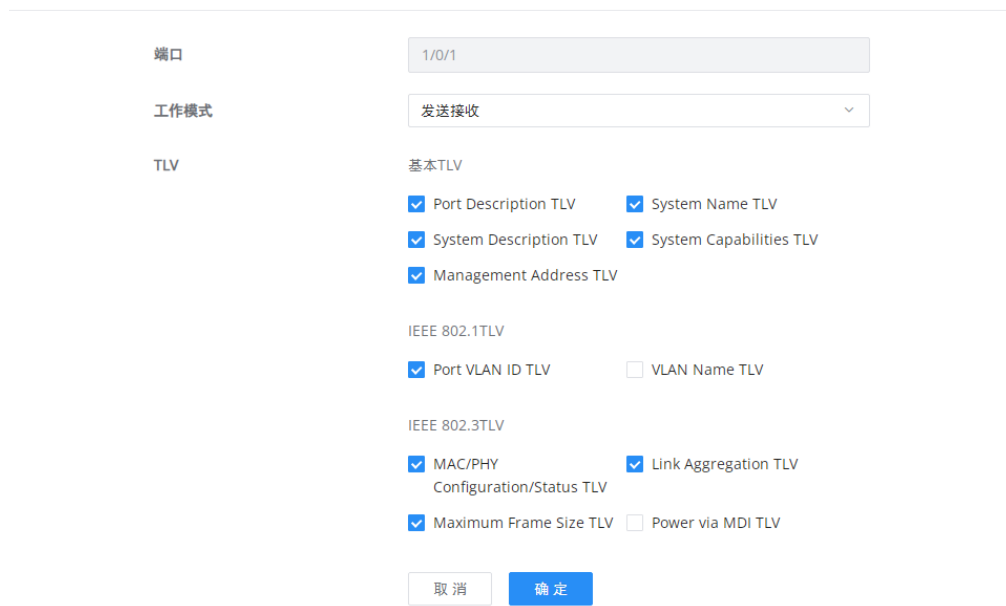 端口 1/0/1
工作模式 发送接收
TLV 基本TLV
Port Description TLV System Name TLV
System Description TLV System Capabilities TLV
Management Address TLV
IEEE 802.1TLV
Port VLAN ID TLV VLAN Name TLV
IEEE 802.3TLV
MAC/PHY Link Aggregation TLV
Configuration/Status TLV
Maximum Frame Size TLV Power via MDI TLV
取 消 确 定